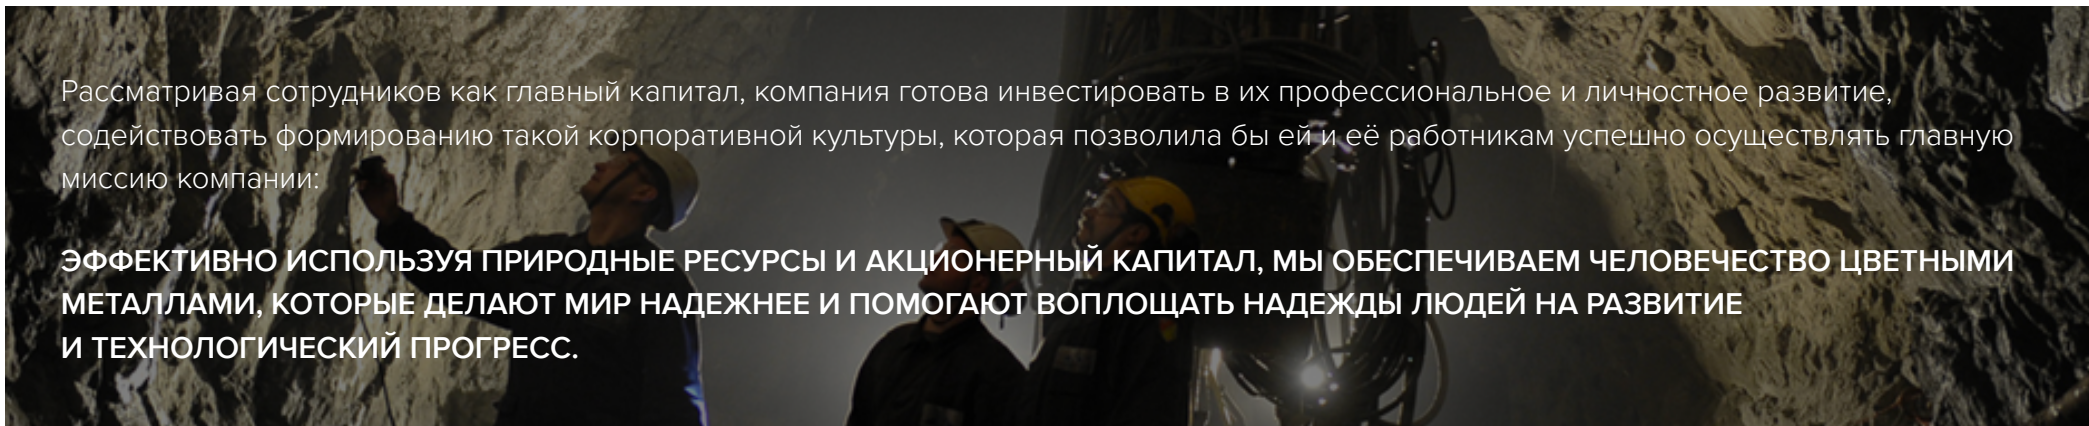 Рассматривая сотрудников как главный капитал, компания готова инвестировать в их профессиональное и личностное развитие,
содействовать формированию такой корпоративной культуры, которая позволила бы ей и её работникам успешно осуществлять главную
миссию компании:
ЭФФЕКТИВНО ИСПОЛЬЗУЯ ПРИРОДНЫЕ РЕСУРСЫ И АКЦИОНЕРНЫЙ КАПИТАЛ, МЫ ОБЕСПЕЧИВАЕМ ЧЕЛОВЕЧЕСТВО ЦВЕТНЫМИ
МЕТАЛЛАМИ, КОТОРЫЕ ДЕЛАЮТ МИР НАДЕЖНЕЕ И ПОМОГАЮТ ВОПЛОЩАТЬ НАДЕЖДЫ ЛЮДЕЙ НА РАЗВИТИЕ
И ТЕХНОЛОГИЧЕСКИЙ ПРОГРЕСС.